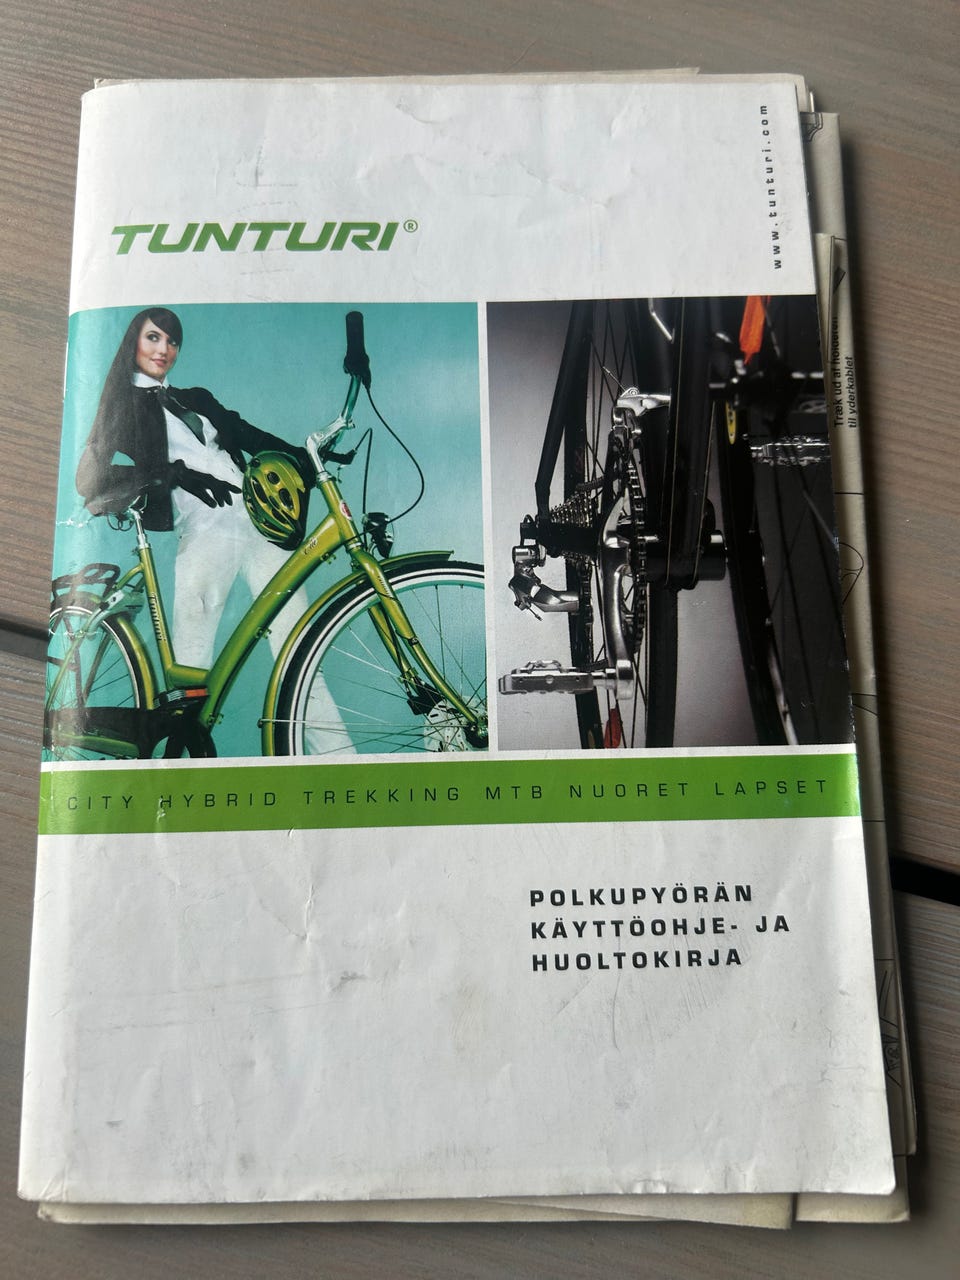 www.tunturi.com
TUNTURI®
Træk ud af holderen
til yderkablet
CITY HYBRID TREKKING MTB NUORET LAPSET
POLKUPYÖRÄN
KÄYTTÖOHJE- JA
HUOLTOKIRJA